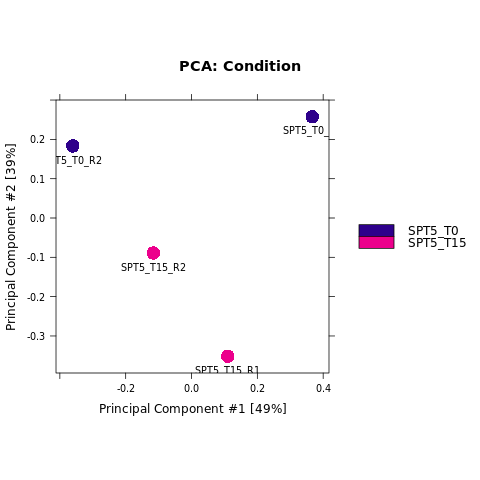 PCA: Condition
SPT5_T0_
T5_T0_R2
SPT5_T15_R2
SPT5_T15_R1
0.2
0.1
0.0
-0.1
-0.2
-0.3
-0.2
0.0
0.2
0.4
Principal Component #2 [39%]
Principal Component #1 [49%]
SPT5_T0
SPT5_T15